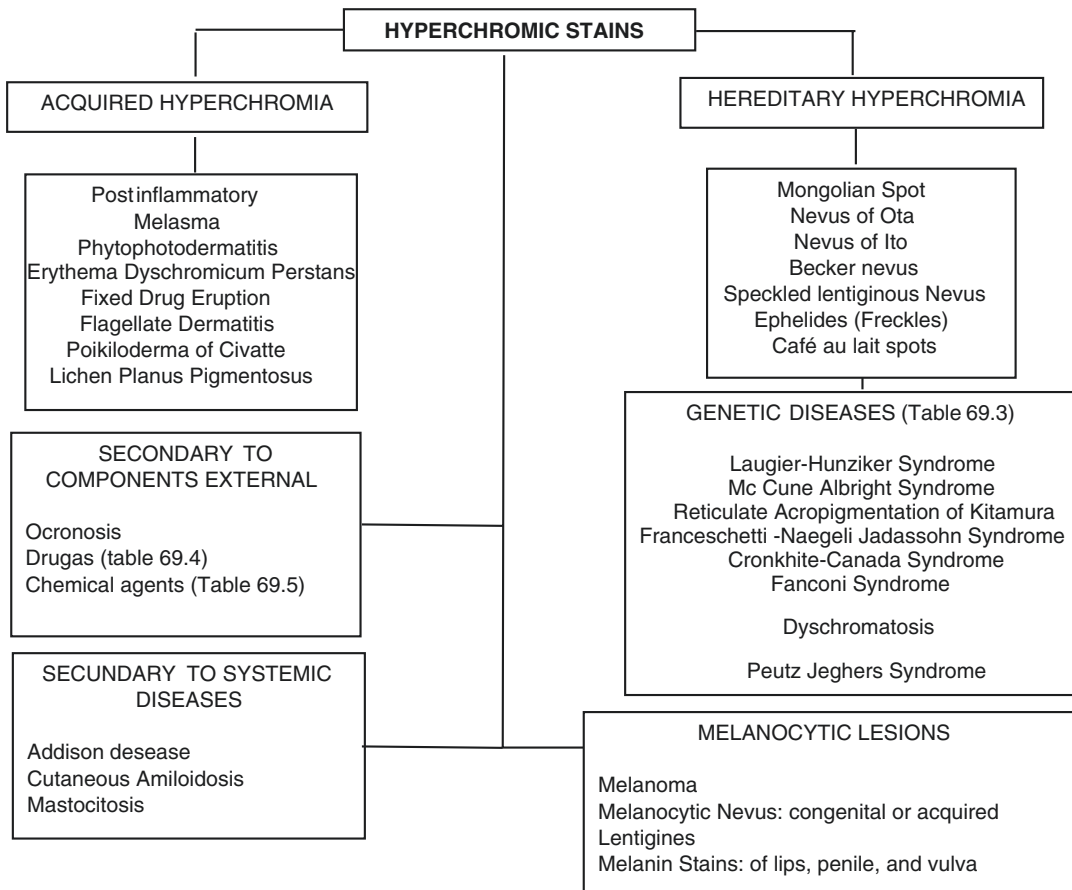 HYPERCHROMIC STAINS
ACQUIRED HYPERCHROMIA
Postinflammatory
Melasma
Phytophotodermatitis
Erythema Dyschromicum Perstans
Fixed Drug Eruption
Flagellate Dermatitis
Poikiloderma of Civatte
Lichen Planus Pigmentosus
SECONDARY TO
COMPONENTS EXTERNAL
Ocronosis
Drugas (table 69.4)
Chemical agents (Table 69.5)
SECUNDARY TO SYSTEMIC
DISEASES
Addison desease
Cutaneous Amiloidosis
Mastocitosis
HEREDITARY HYPERCHROMIA
Mongolian Spot
Nevus of Ota
Nevus of Ito
Becker nevus
Speckled lentiginous Nevus
Ephelides (Freckles)
Café au lait spots
GENETIC DISEASES (Table 69.3)
Laugier-Hunziker Syndrome
Mc Cune Albright Syndrome
Reticulate Acropigmentation of Kitamura
Franceschetti -Naegeli Jadassohn Syndrome
Cronkhite-Canada Syndrome
Fanconi Syndrome
Dyschromatosis
Peutz Jeghers Syndrome
MELANOCYTIC LESIONS
Melanoma
Melanocytic Nevus: congenital or acquired
Lentigines
Melanin Stains: of lips, penile, and vulva